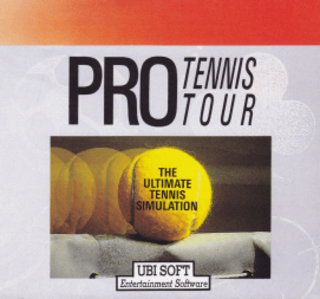 PRO TENNIS
TOUR
THE
ULTIMATE
TENNIS
SIMULATION
UBI SOFT
Entertainment Software